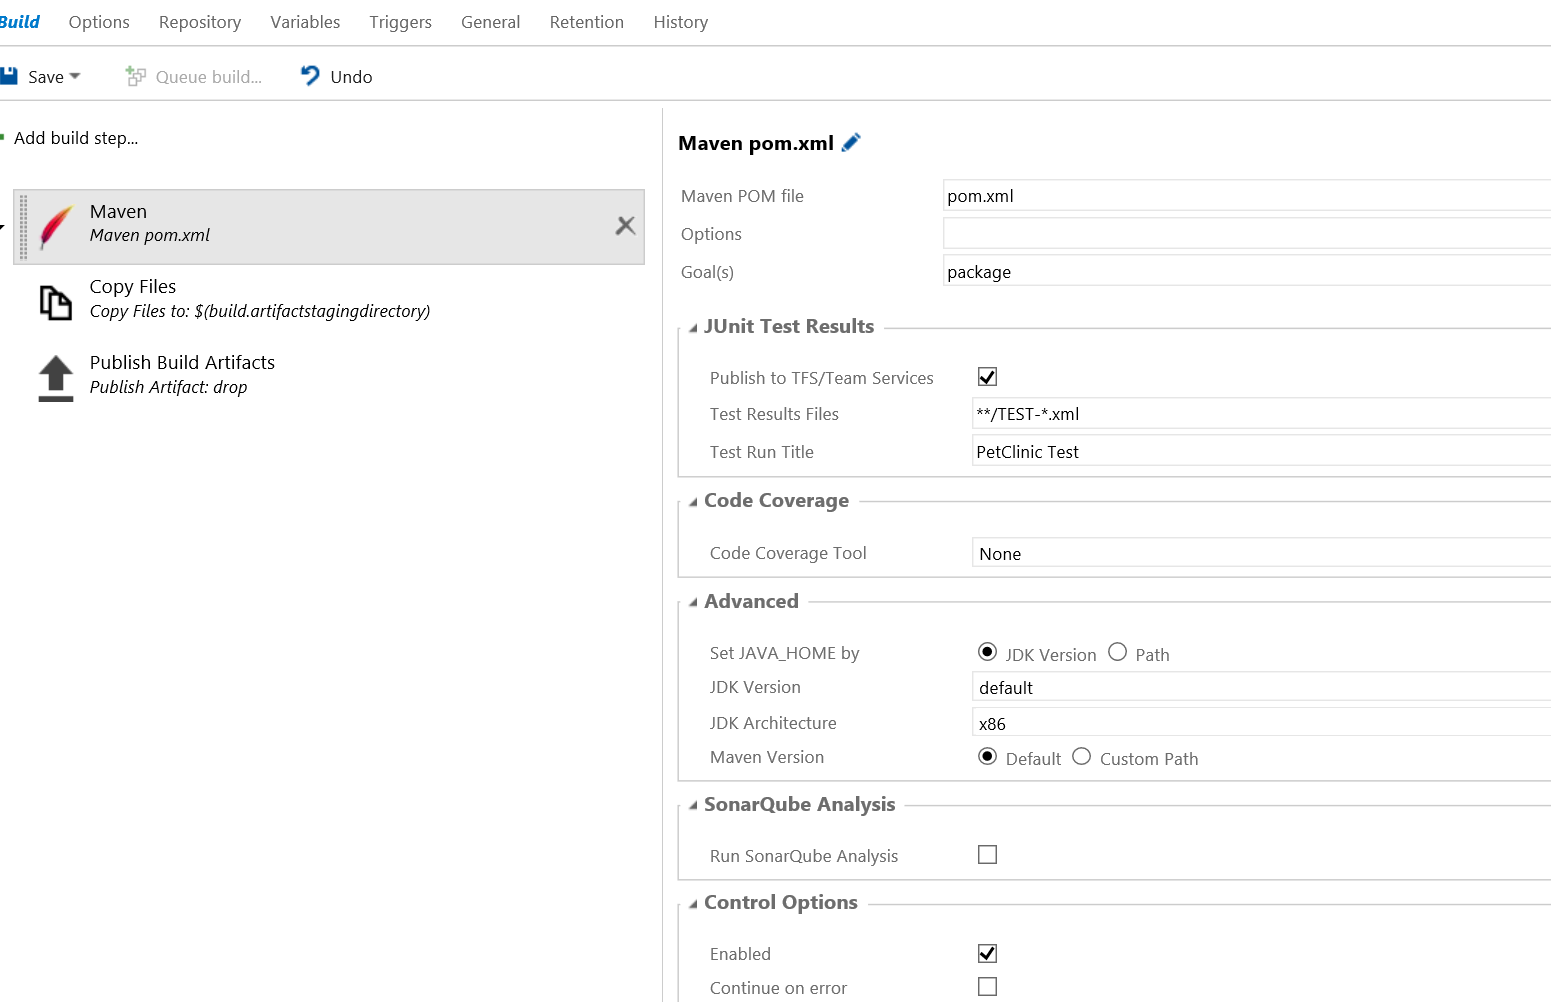 Build Options Repository Variables Triggers General Retention History
Save Queue build... Undo
Add build step...
Maven
Maven pom.xml
Copy Files
Copy Files to: $(build.artifactstagingdirectory)
Publish Build Artifacts
Publish Artifact: drop
Maven pom.xml
Maven POM file pom.xml
Options
Goal(s) package
JUnit Test Results
Publish to TFS/Team Services
Test Results Files **/TEST-*.xml
Test Run Title PetClinic Test
Code Coverage
Code Coverage Tool None
Advanced
Set JAVA_HOME by JDK Version Path
JDK Version default
JDK Architecture x86
Maven Version Default Custom Path
SonarQube Analysis
Run SonarQube Analysis
Control Options
Enabled
Continue on error